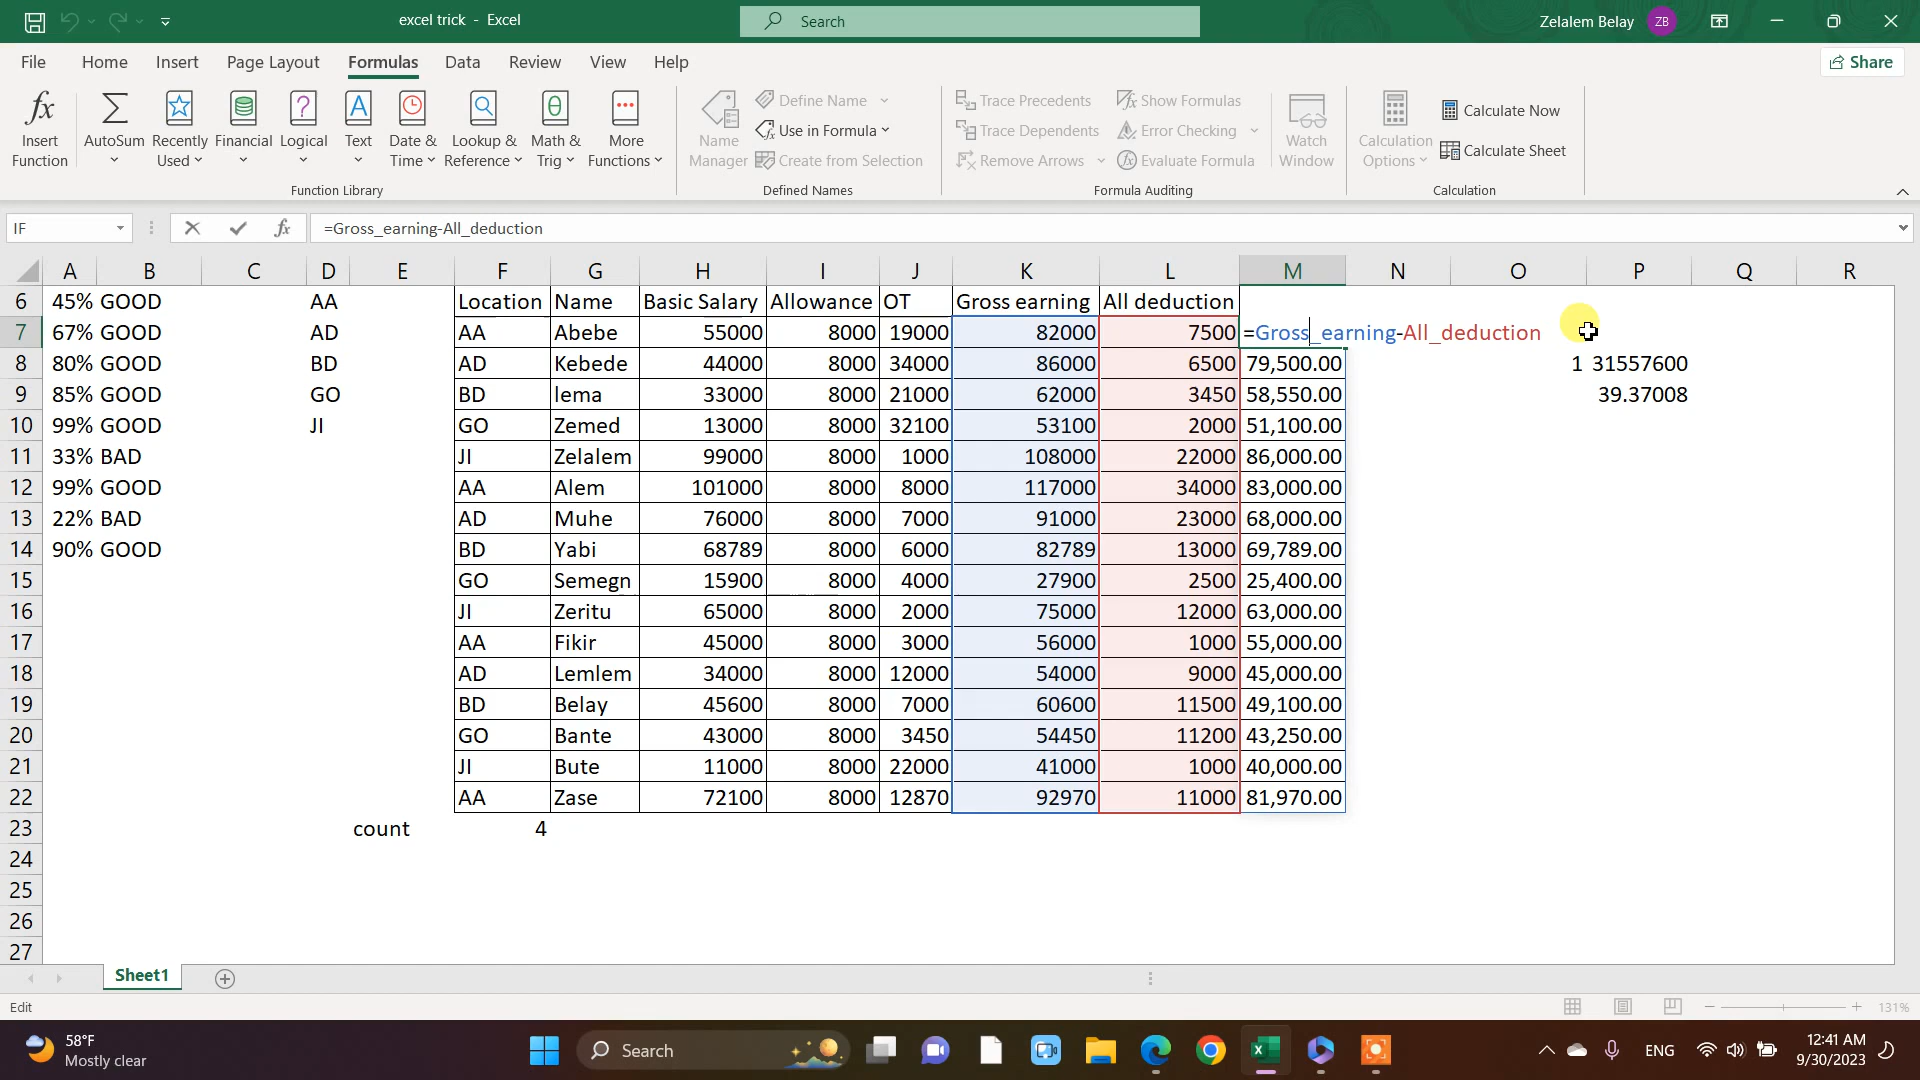 excel trick - Excel
Search
Zelalem Belay ZB
File Home Insert Page Layout Formulas Data Review View Help Share
Insert Function
AutoSum
Recently Used
Financial
Logical
Text
Date & Time
Lookup & Reference
Math & Trig
More Functions
Function Library
Name Manager
Define Name
Use in Formula
Create from Selection
Defined Names
Trace Precedents
Trace Dependents
Remove Arrows
Show Formulas
Error Checking
Evaluate Formula
Formula Auditing
Watch Window
Calculation Options
Calculate Now
Calculate Sheet
Calculation
IF fx =Gross_earning-All_deduction
A B C D E F G H I J K L M N O P Q R
6 45% GOOD AA Location Name Basic Salary Allowance OT Gross earning All deduction
7 67% GOOD AD AA Abebe 55000 8000 19000 82000 7500 =Gross_earning-All_deduction
8 80% GOOD BD AD Kebede 44000 8000 34000 86000 6500 79,500.00 1 31557600
9 85% GOOD GO BD lema 33000 8000 21000 62000 3450 58,550.00 39.37008
10 99% GOOD JI GO Zemed 13000 8000 32100 53100 2000 51,100.00
11 33% BAD JI Zelalem 99000 8000 1000 108000 22000 86,000.00
12 99% GOOD AA Alem 101000 8000 8000 117000 34000 83,000.00
13 22% BAD AD Muhe 76000 8000 7000 91000 23000 68,000.00
14 90% GOOD BD Yabi 68789 8000 6000 82789 13000 69,789.00
15 GO Semegn 15900 8000 4000 27900 2500 25,400.00
16 JI Zeritu 65000 8000 2000 75000 12000 63,000.00
17 AA Fikir 45000 8000 3000 56000 1000 55,000.00
18 AD Lemlem 34000 8000 12000 54000 9000 45,000.00
19 BD Belay 45600 8000 7000 60600 11500 49,100.00
20 GO Bante 43000 8000 3450 54450 11200 43,250.00
21 JI Bute 11000 8000 22000 41000 1000 40,000.00
22 AA Zase 72100 8000 12870 92970 11000 81,970.00
23 count 4
24
25
26
27
Sheet1
Edit 131%
58°F
Mostly clear
Search
ENG
12:41 AM
9/30/2023